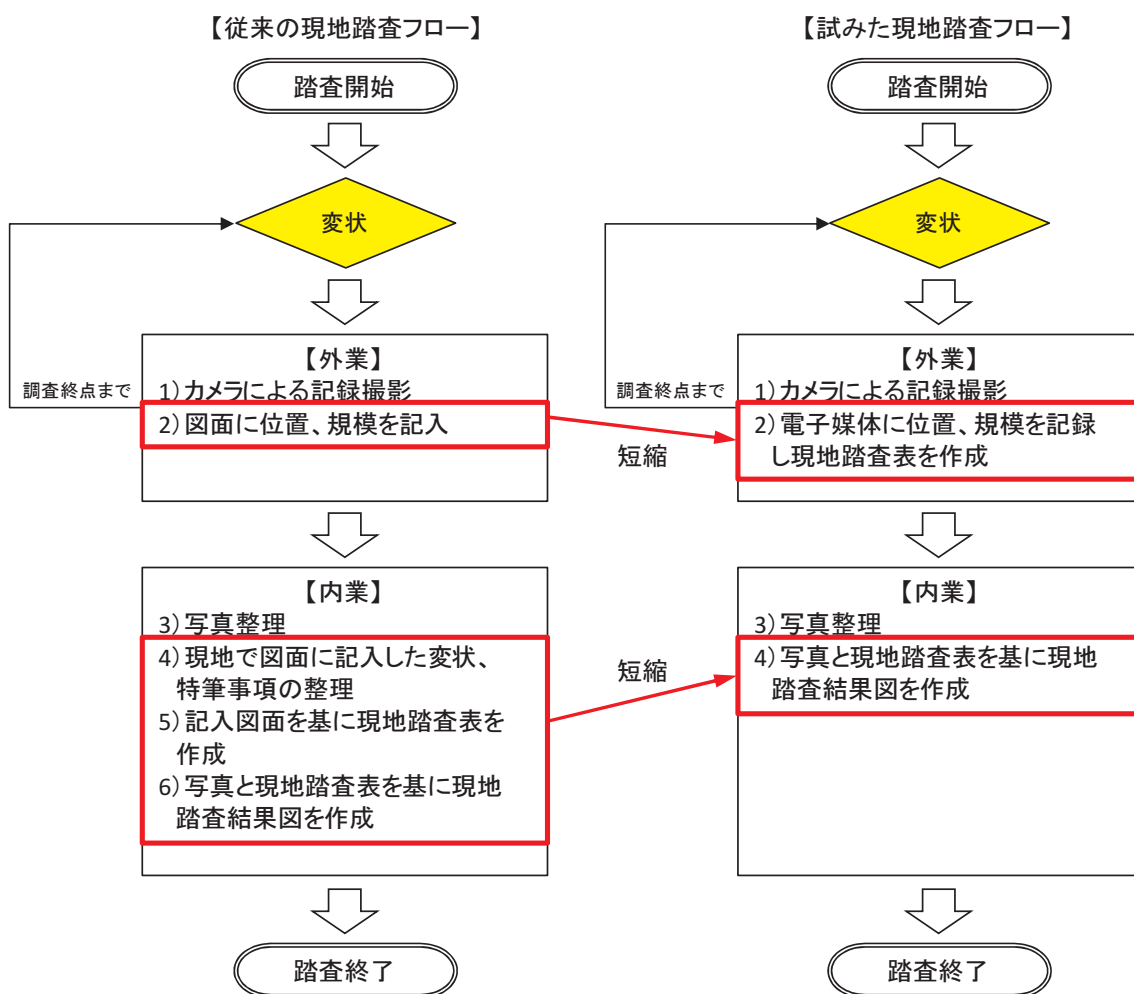 【従来の現地踏査フロー】
踏査開始
変状
調査終点まで
【外業】
1)カメラによる記録撮影
2)図面に位置、規模を記入
【内業】
3)写真整理
4)現地で図面に記入した変状、
特筆事項の整理
5)記入図面を基に現地踏査表を
作成
6)写真と現地踏査表を基に現地
踏査結果図を作成
踏査終了
短縮
短縮
【試みた現地踏査フロー】
踏査開始
変状
調査終点まで
【外業】
1)カメラによる記録撮影
2)電子媒体に位置、規模を記録
し現地踏査表を作成
【内業】
3)写真整理
4)写真と現地踏査表を基に現地
踏査結果図を作成
踏査終了